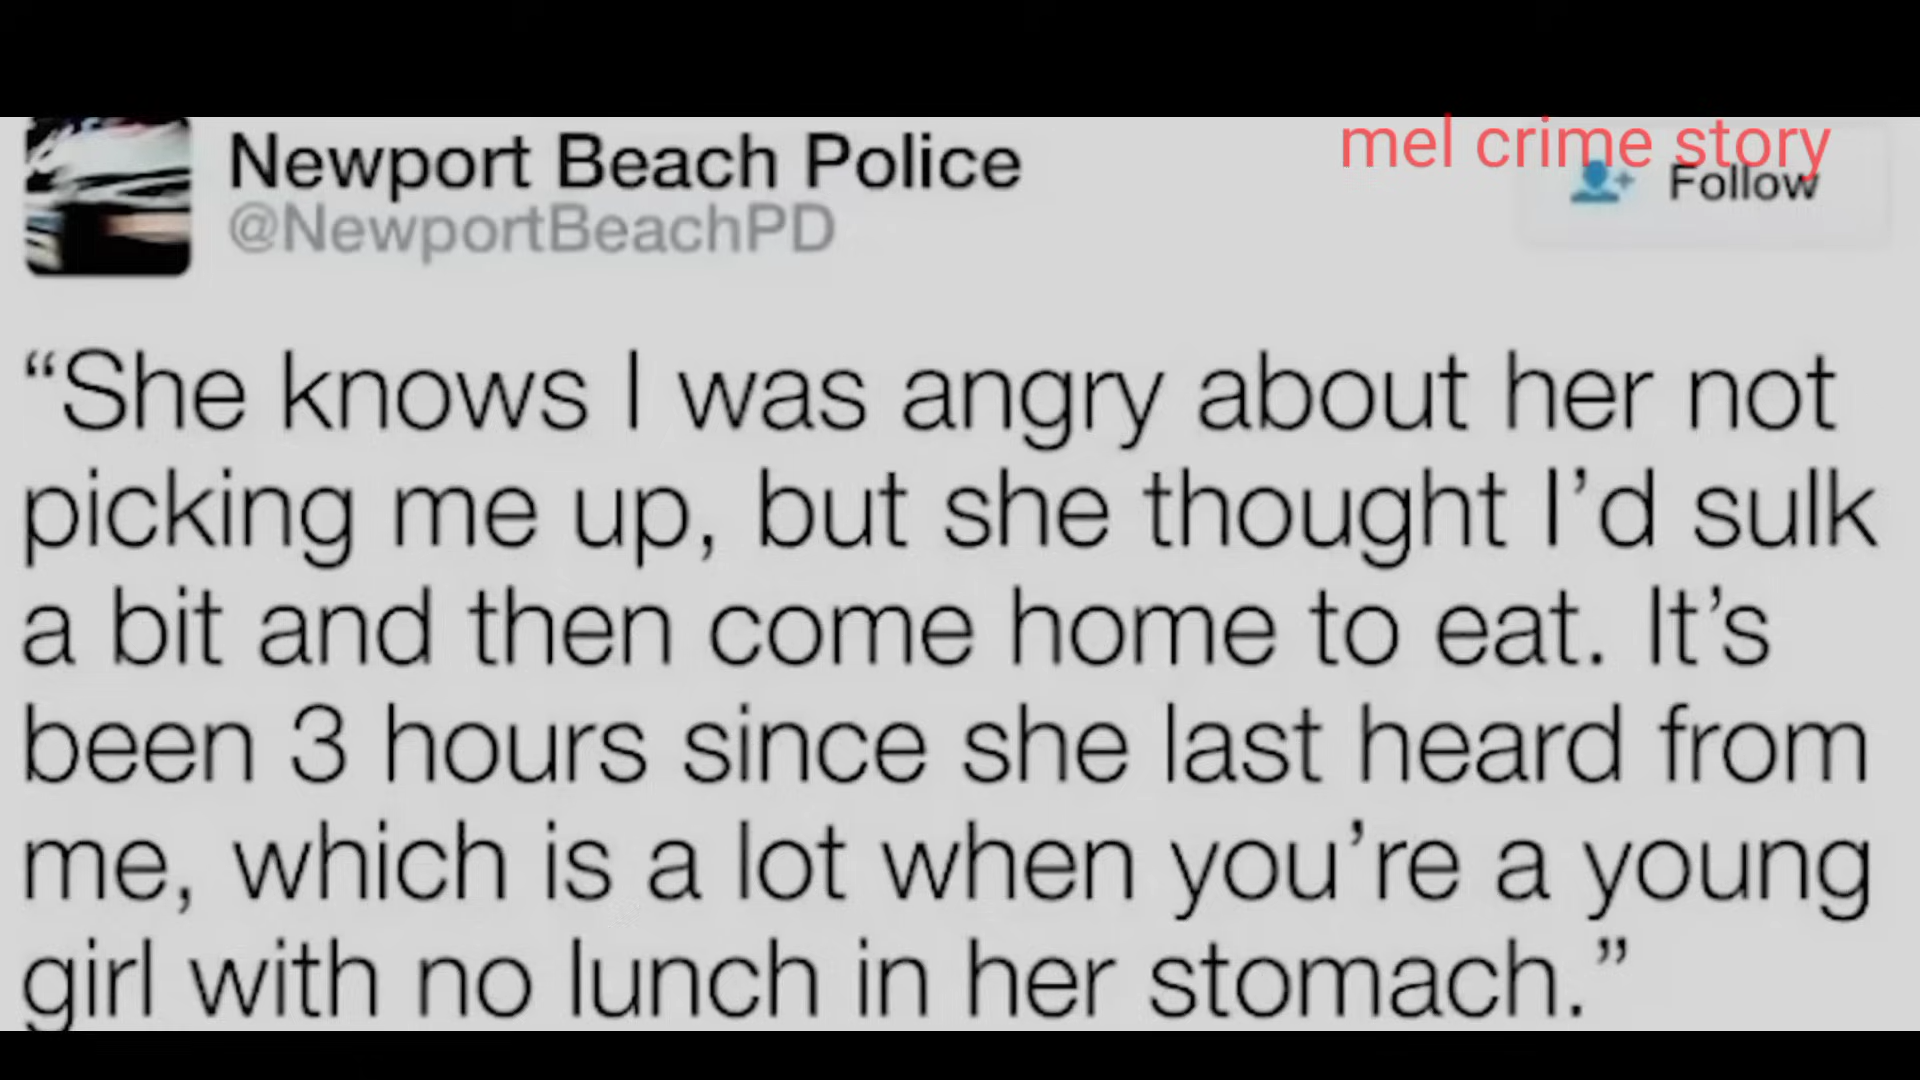 mel crime story
Newport Beach Police
Follow
@NewportBeachPD
“She knows I was angry about her not
picking me up, but she thought I’d sulk
a bit and then come home to eat. It’s
been 3 hours since she last heard from
me, which is a lot when you’re a young
girl with no lunch in her stomach.”